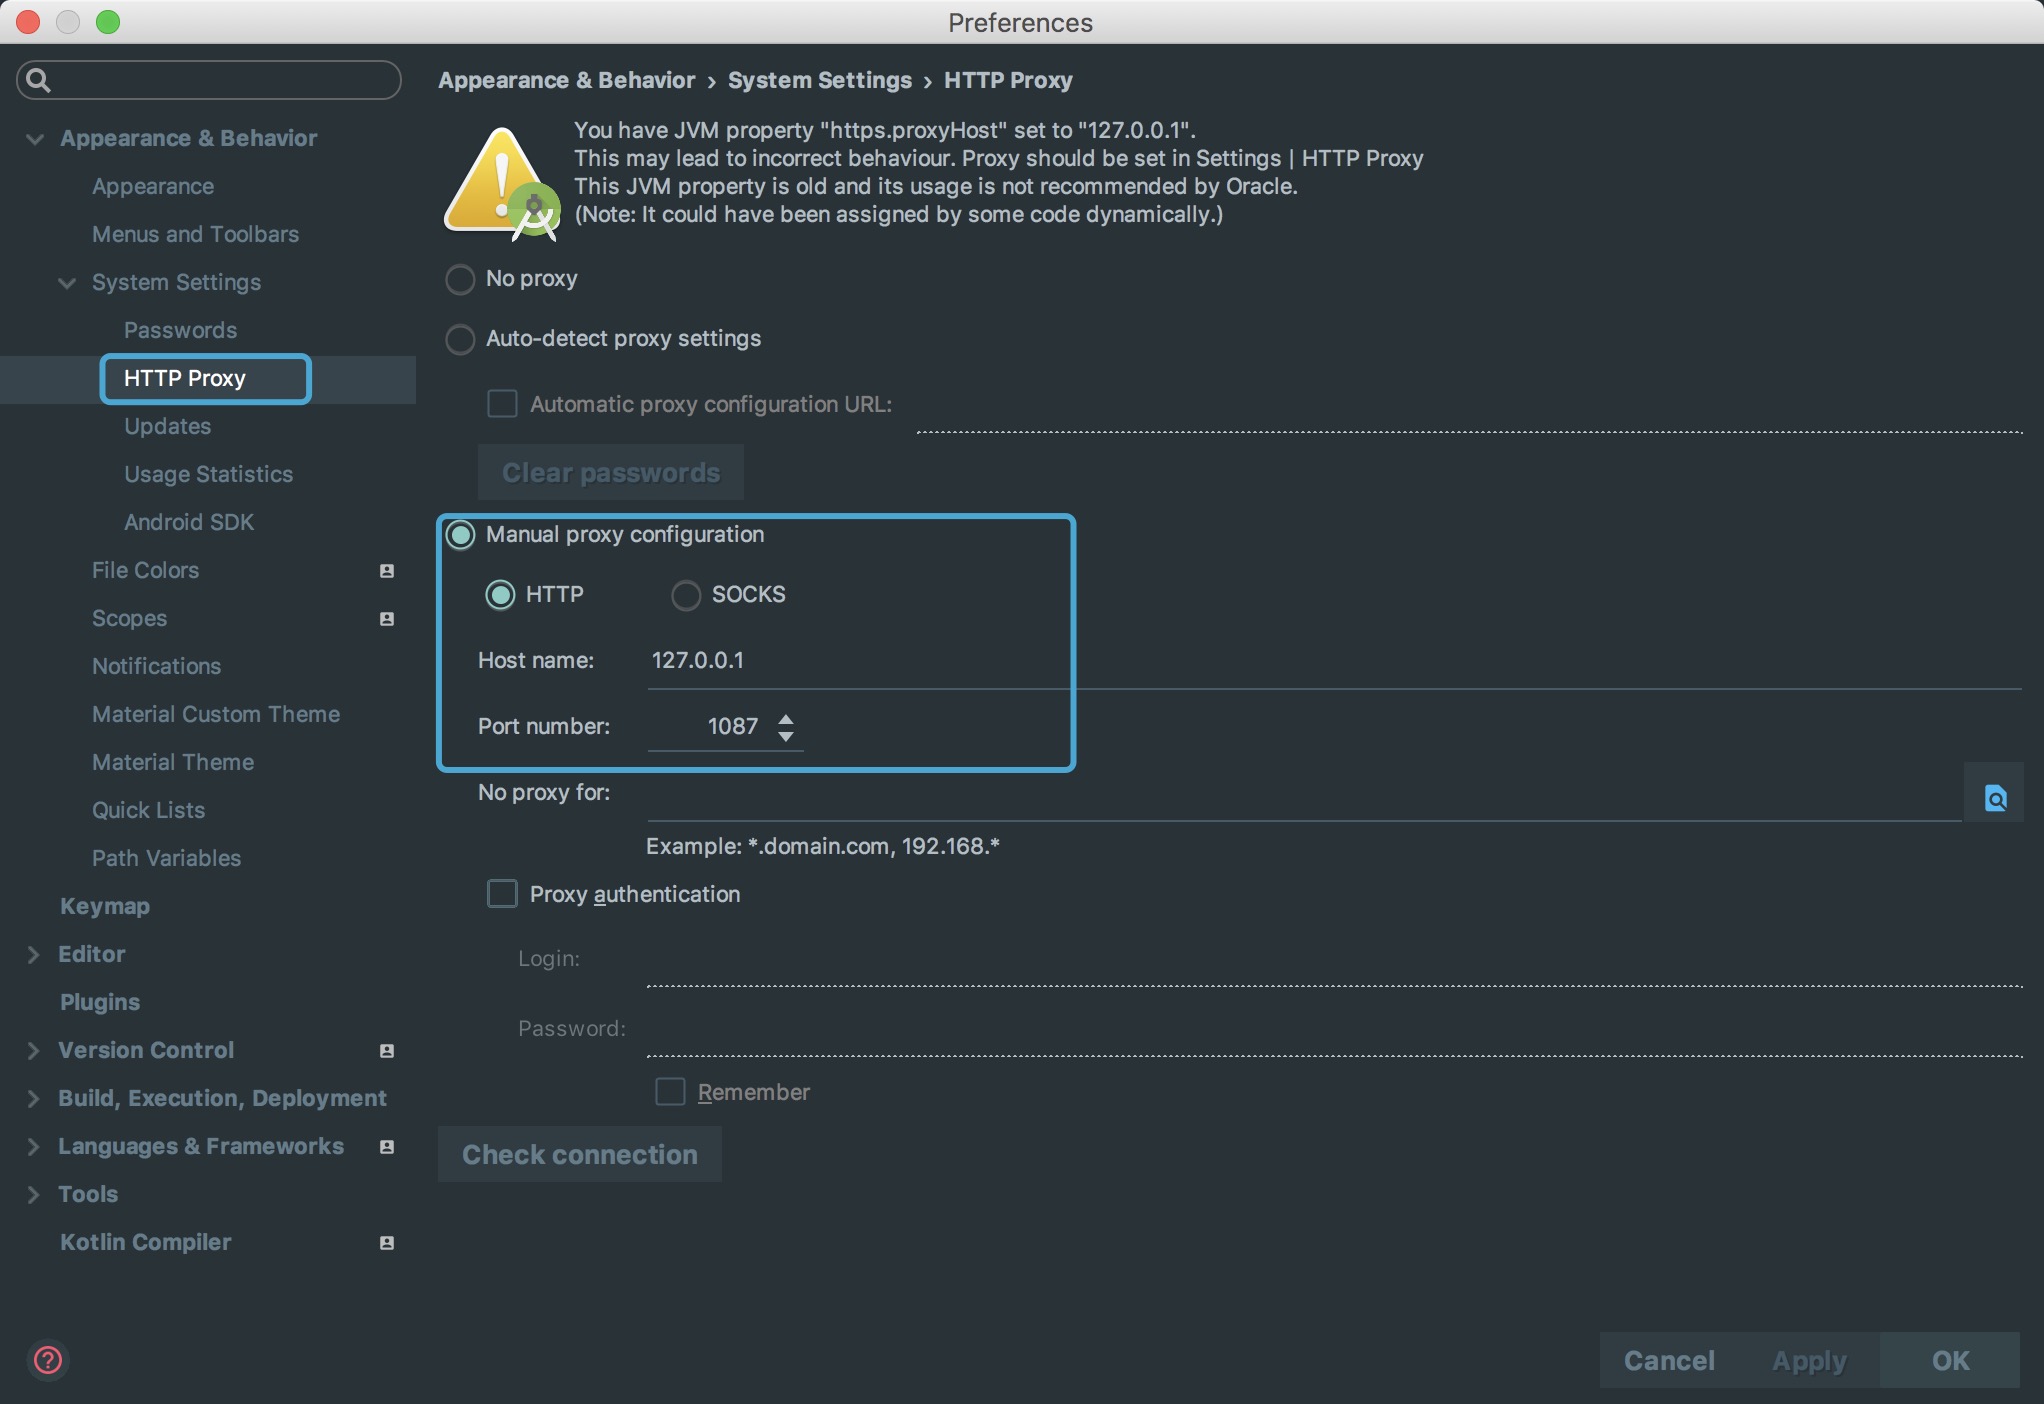 Preferences
Appearance & Behavior
Appearance
Menus and Toolbars
System Settings
Passwords
HTTP Proxy
Updates
Usage Statistics
Android SDK
File Colors
Scopes
Notifications
Material Custom Theme
Material Theme
Quick Lists
Path Variables
Keymap
Editor
Plugins
Version Control
Build, Execution, Deployment
Languages & Frameworks
Tools
Kotlin Compiler
Appearance & Behavior › System Settings › HTTP Proxy
You have JVM property "https.proxyHost" set to "127.0.0.1".
This may lead to incorrect behaviour. Proxy should be set in Settings | HTTP Proxy
This JVM property is old and its usage is not recommended by Oracle.
(Note: It could have been assigned by some code dynamically.)
No proxy
Auto-detect proxy settings
Automatic proxy configuration URL:
Clear passwords
Manual proxy configuration
HTTP SOCKS
Host name: 127.0.0.1
Port number: 1087
No proxy for:
Example: *.domain.com, 192.168.*
Proxy authentication
Login:
Password:
Remember
Check connection
? Cancel Apply OK